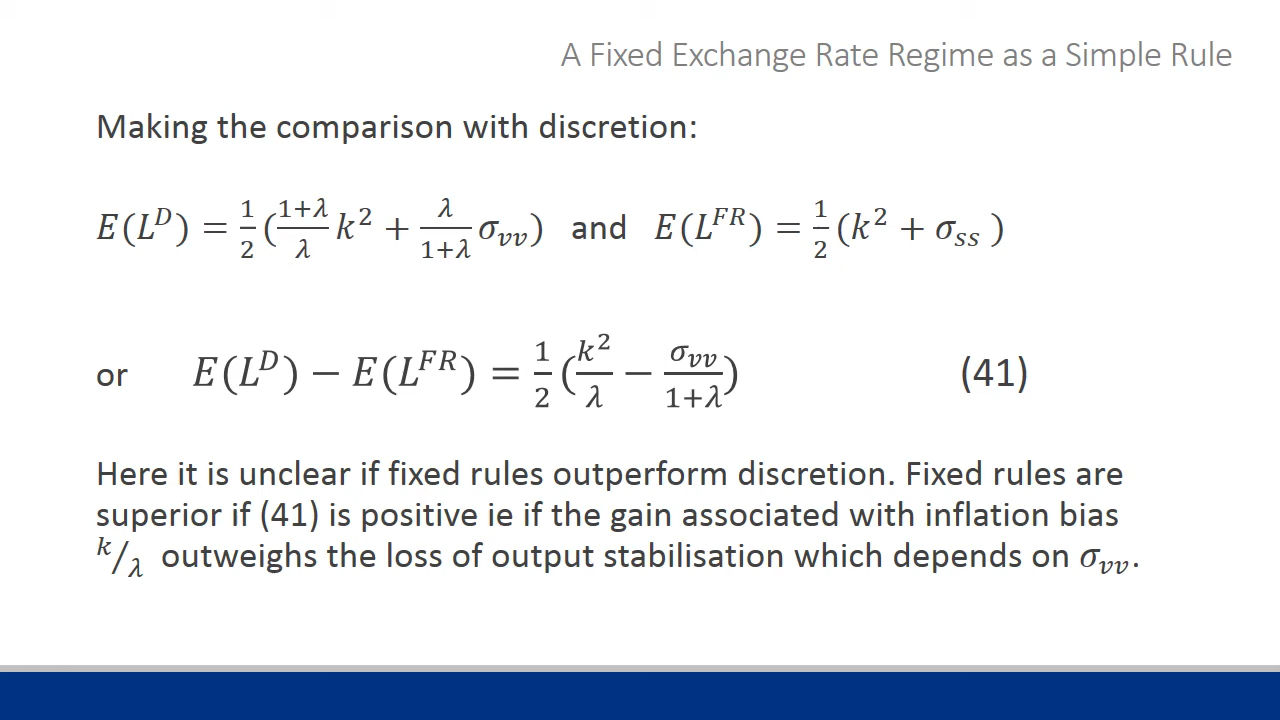 A Fixed Exchange Rate Regime as a Simple Rule
Making the comparison with discretion:
𝐸(𝐿^𝐷) = 1/2 ((1+𝜆)/𝜆 𝑘² + 𝜆/(1+𝜆) 𝜎_𝑣𝑣) and 𝐸(𝐿^𝐹𝑅) = 1/2 (𝑘² + 𝜎_𝑠𝑠 )
or 𝐸(𝐿^𝐷) − 𝐸(𝐿^𝐹𝑅) = 1/2 (𝑘²/𝜆 − 𝜎_𝑣𝑣/(1+𝜆)) (41)
Here it is unclear if fixed rules outperform discretion. Fixed rules are
superior if (41) is positive ie if the gain associated with inflation bias
𝑘/𝜆 outweighs the loss of output stabilisation which depends on 𝜎_𝑣𝑣.